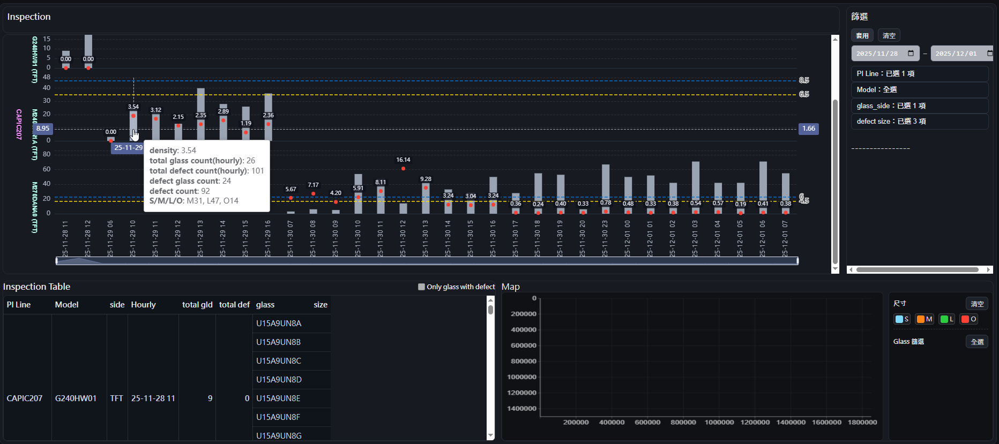 Inspection
G240HW01 (TFT)
15
10
5
0
0.00
0.00
CAPIC207
48
40
30
20
0
8.95
8.5
6.5
1.66
0.00
3.54
3.12
2.15
2.35
2.89
1.19
2.36
25-11-29
density: 3.54
total glass count(hourly): 26
total defect count(hourly): 101
defect glass count: 24
defect count: 92
S/M/L/O: M31, L47, O14
M270DAN
(TFT)
80
60
40
20
0
6
4.5
5.67
7.17
4.20
5.91
8.11
16.14
9.28
3.24
3.04
3.24
0.36
0.24
0.40
0.33
0.78
0.48
0.33
0.38
0.54
0.57
0.19
0.41
0.38
25-11-28 11
25-11-28 12
25-11-29 06
25-11-29 10
25-11-29 11
25-11-29 12
25-11-29 13
25-11-29 14
25-11-29 15
25-11-29 16
25-11-30 07
25-11-30 08
25-11-30 09
25-11-30 10
25-11-30 11
25-11-30 12
25-11-30 13
25-11-30 14
25-11-30 15
25-11-30 16
25-11-30 17
25-11-30 18
25-11-30 19
25-11-30 20
25-11-30 23
25-12-01 00
25-12-01 01
25-12-01 02
25-12-01 03
25-12-01 04
25-12-01 05
25-12-01 06
25-12-01 07
篩選
套用 清空
2025/11/28 – 2025/12/01
PI Line：已選 1 項
Model：全選
glass_side：已選 1 項
defect size：已選 3 項
----------------
Inspection Table
Only glass with defect
PI Line Model side Hourly total gld total def glass size
CAPIC207 G240HW01 TFT 25-11-28 11 9 0
U15A9UN8A
U15A9UN8B
U15A9UN8C
U15A9UN8D
U15A9UN8E
U15A9UN8F
U15A9UN8G
Map
0
200000
400000
600000
800000
1000000
1200000
1400000
200000 400000 600000 800000 1000000 1200000 1400000 1600000 1800000
尺寸 清空
S M L O
Glass 篩選 全選